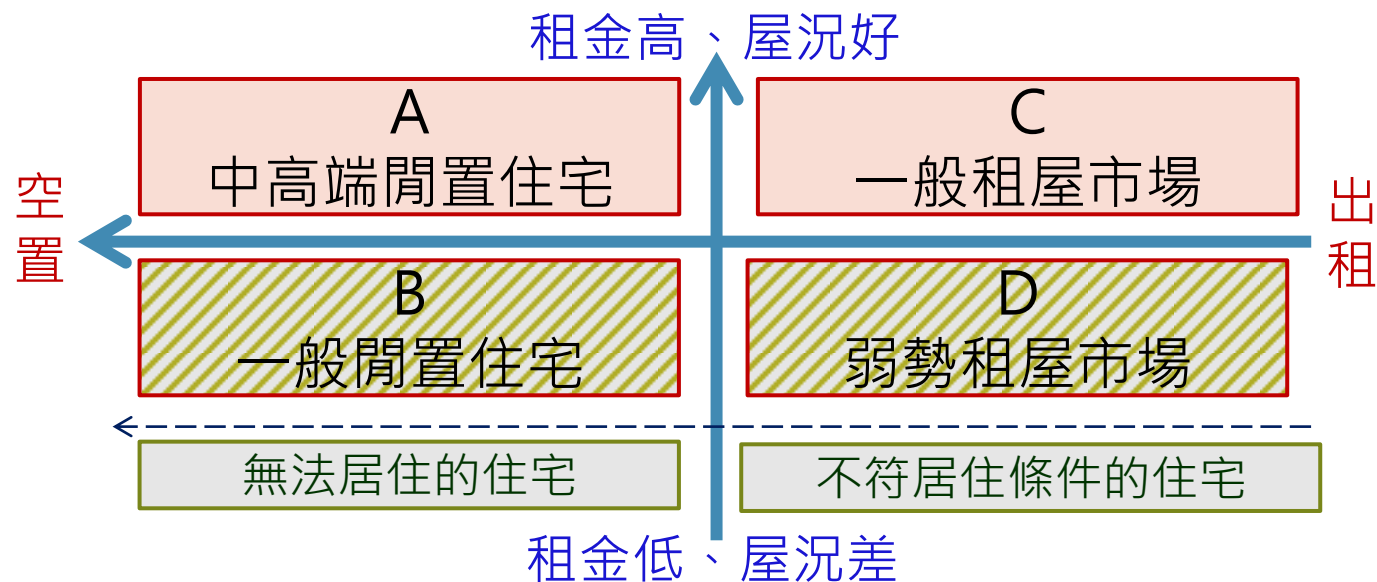 租金高、屋況好
A
中高端閒置住宅
C
一般租屋市場
空置
出租
B
一般閒置住宅
D
弱勢租屋市場
無法居住的住宅
不符居住條件的住宅
租金低、屋況差